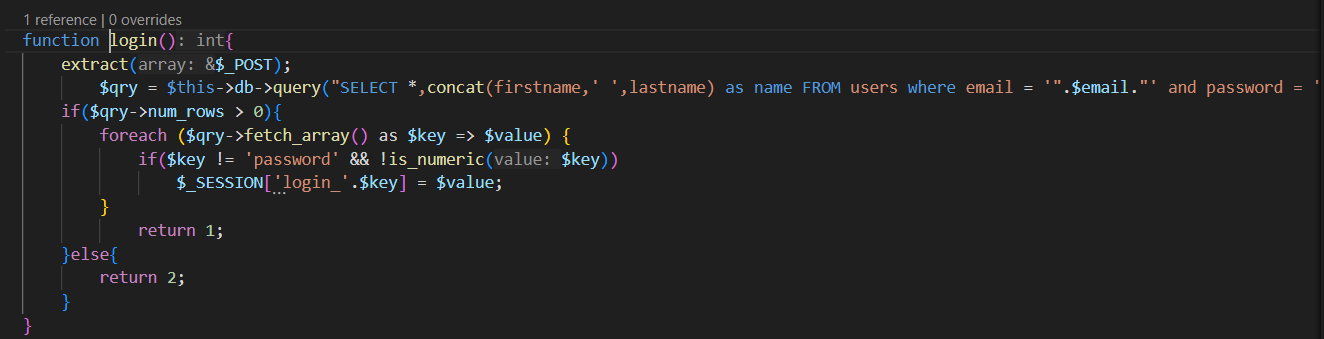 1 reference | 0 overrides
function login(): int{
    extract(array: &$_POST);
        $qry = $this->db->query("SELECT *,concat(firstname,' ',lastname) as name FROM users where email = '".$email."' and password = '
    if($qry->num_rows > 0){
        foreach ($qry->fetch_array() as $key => $value) {
            if($key != 'password' && !is_numeric(value: $key))
                $_SESSION['login_'.$key] = $value;
        }
            return 1;
    }else{
        return 2;
    }
}